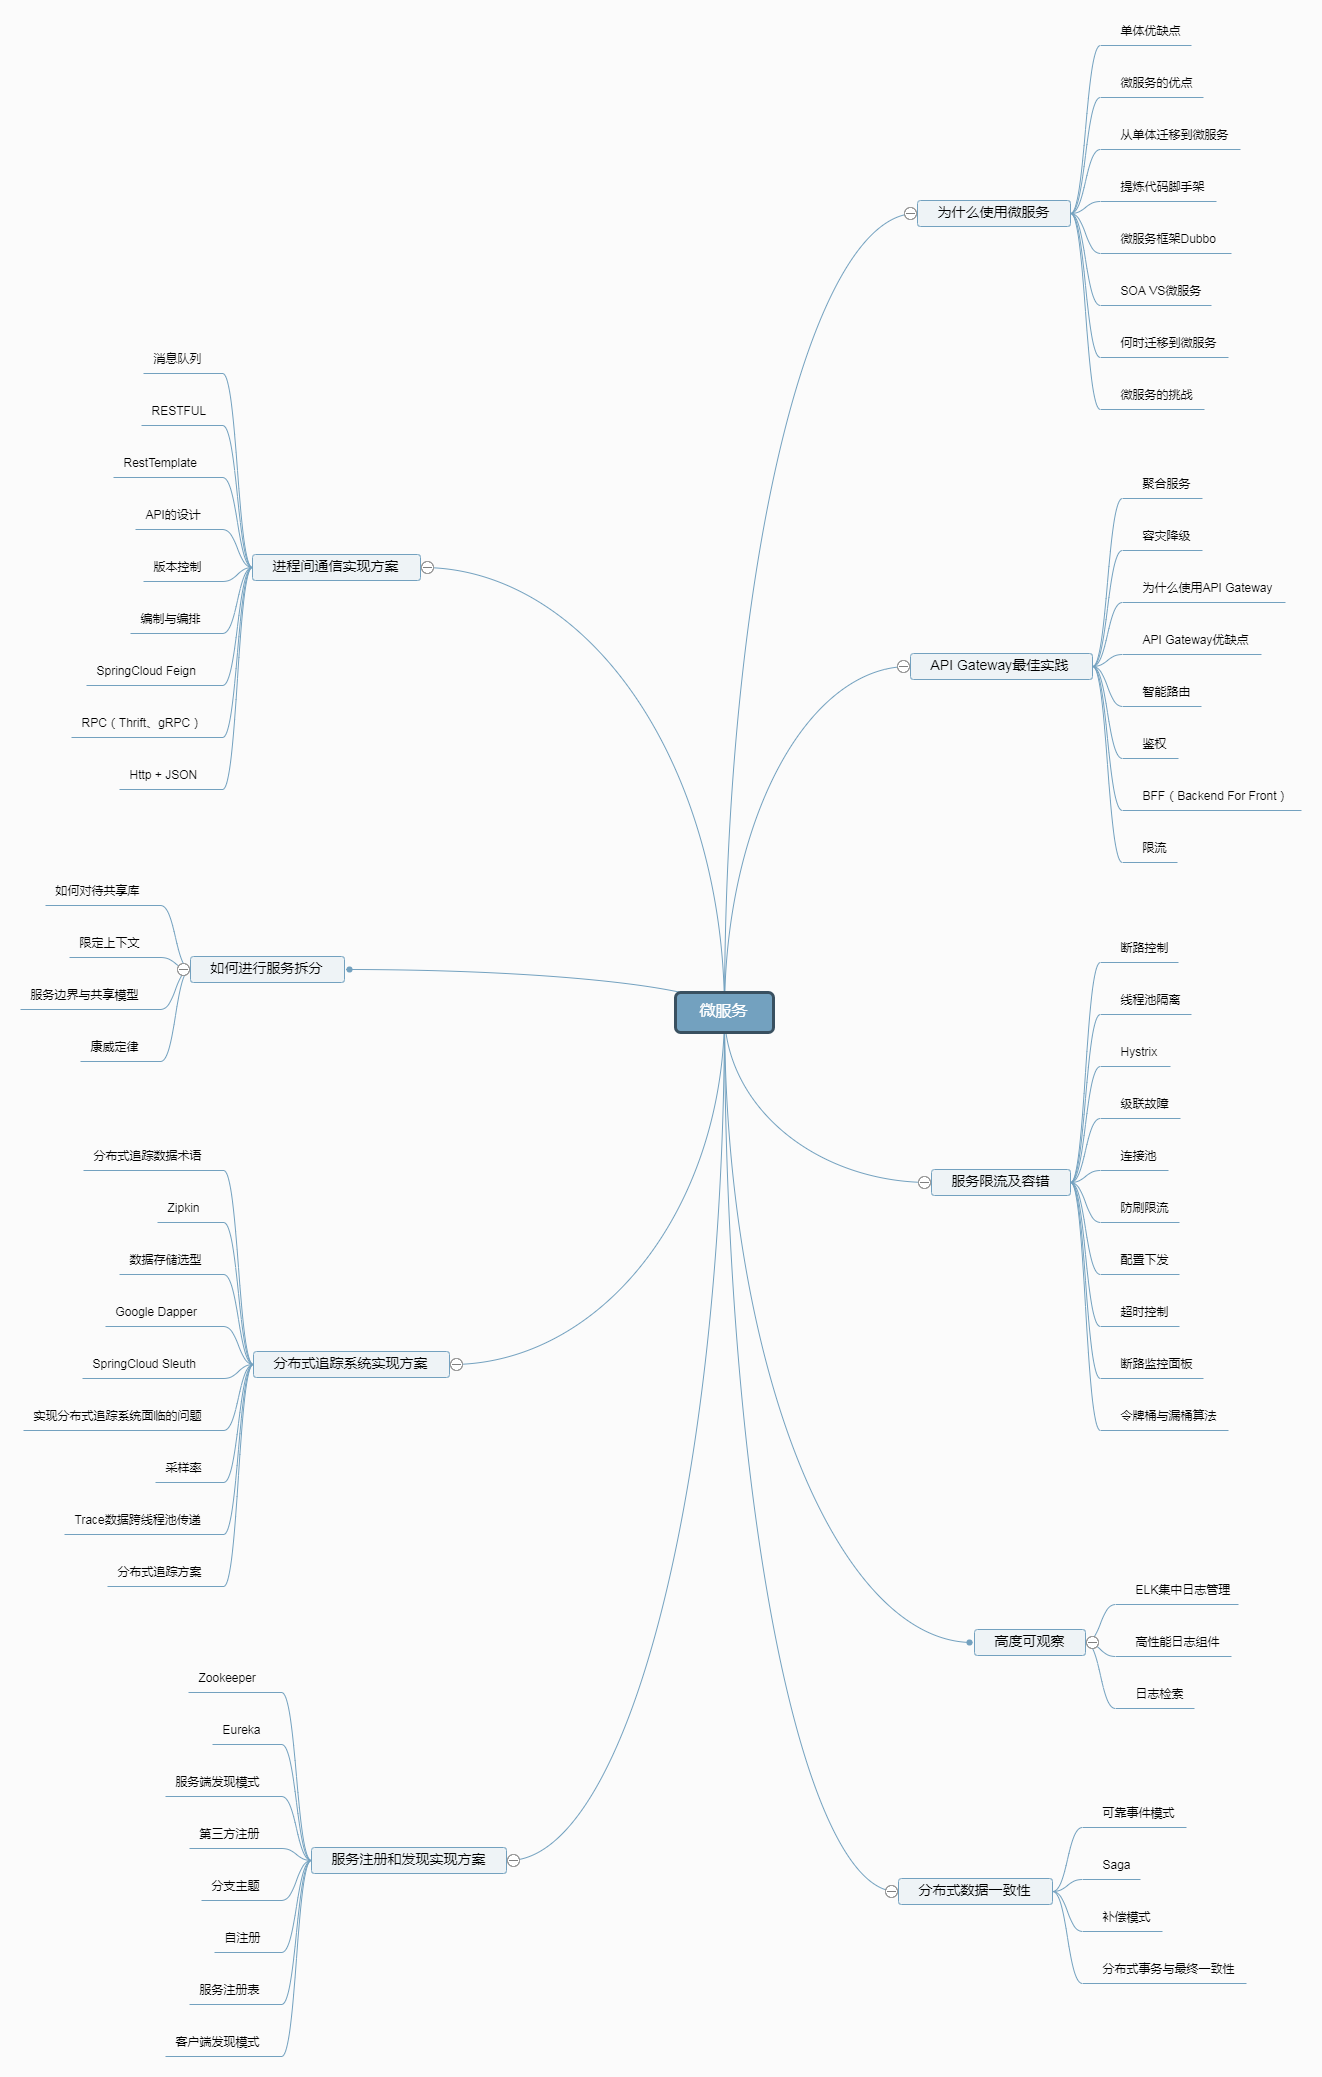 微服务
为什么使用微服务
单体优缺点
微服务的优点
从单体迁移到微服务
提炼代码脚手架
微服务框架Dubbo
SOA VS微服务
何时迁移到微服务
微服务的挑战
API Gateway最佳实践
聚合服务
容灾降级
为什么使用API Gateway
API Gateway优缺点
智能路由
鉴权
BFF（Backend For Front）
限流
服务限流及容错
断路控制
线程池隔离
Hystrix
级联故障
连接池
防刷限流
配置下发
超时控制
断路监控面板
令牌桶与漏桶算法
高度可观察
ELK集中日志管理
高性能日志组件
日志检索
分布式数据一致性
可靠事件模式
Saga
补偿模式
分布式事务与最终一致性
进程间通信实现方案
消息队列
RESTFUL
RestTemplate
API的设计
版本控制
编制与编排
SpringCloud Feign
RPC（Thrift、gRPC）
Http + JSON
如何进行服务拆分
如何对待共享库
限定上下文
服务边界与共享模型
康威定律
分布式追踪系统实现方案
分布式追踪数据术语
Zipkin
数据存储选型
Google Dapper
SpringCloud Sleuth
实现分布式追踪系统面临的问题
采样率
Trace数据跨线程池传递
分布式追踪方案
服务注册和发现实现方案
Zookeeper
Eureka
服务端发现模式
第三方注册
分支主题
自注册
服务注册表
客户端发现模式